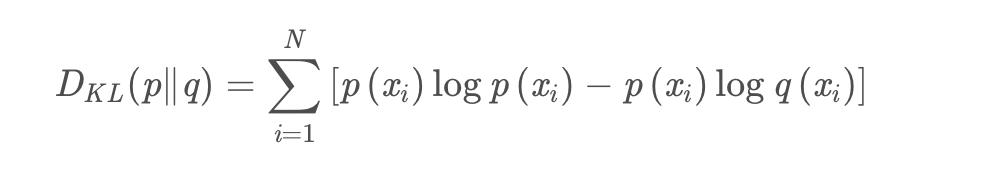 D_{KL}(p||q) = \sum_{i=1}^{N} [p(x_i) log p(x_i) − p(x_i) log q(x_i)]